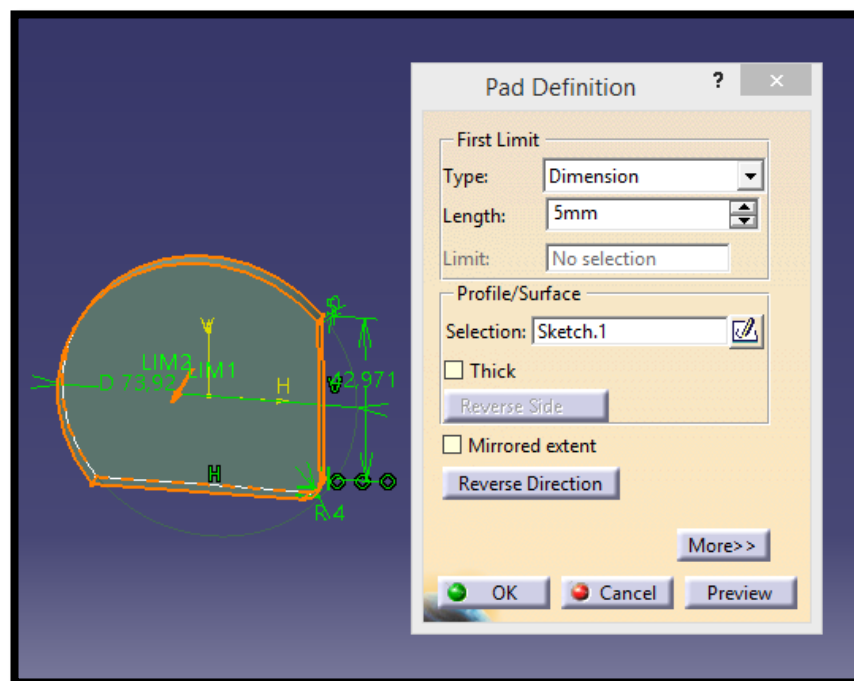 Pad Definition
?
First Limit
Type: Dimension
Length: 5mm
Limit: No selection
Profile/Surface
Selection: Sketch.1
Thick
Reverse Side
Mirrored extent
Reverse Direction
More>>
OK Cancel Preview
V
LIM2
LIM1
D 73,92
H
42,971
V
H
R 4